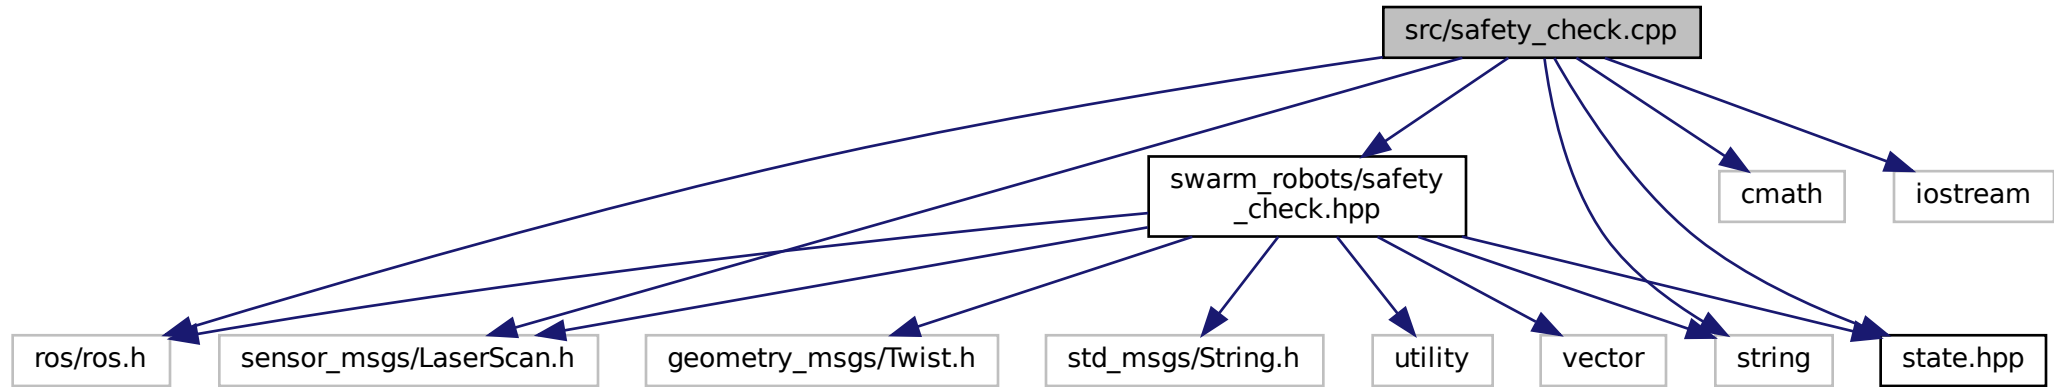 src/safety_check.cpp
swarm_robots/safety
_check.hpp
cmath
iostream
ros/ros.h
sensor_msgs/LaserScan.h
geometry_msgs/Twist.h
std_msgs/String.h
utility
vector
string
state.hpp